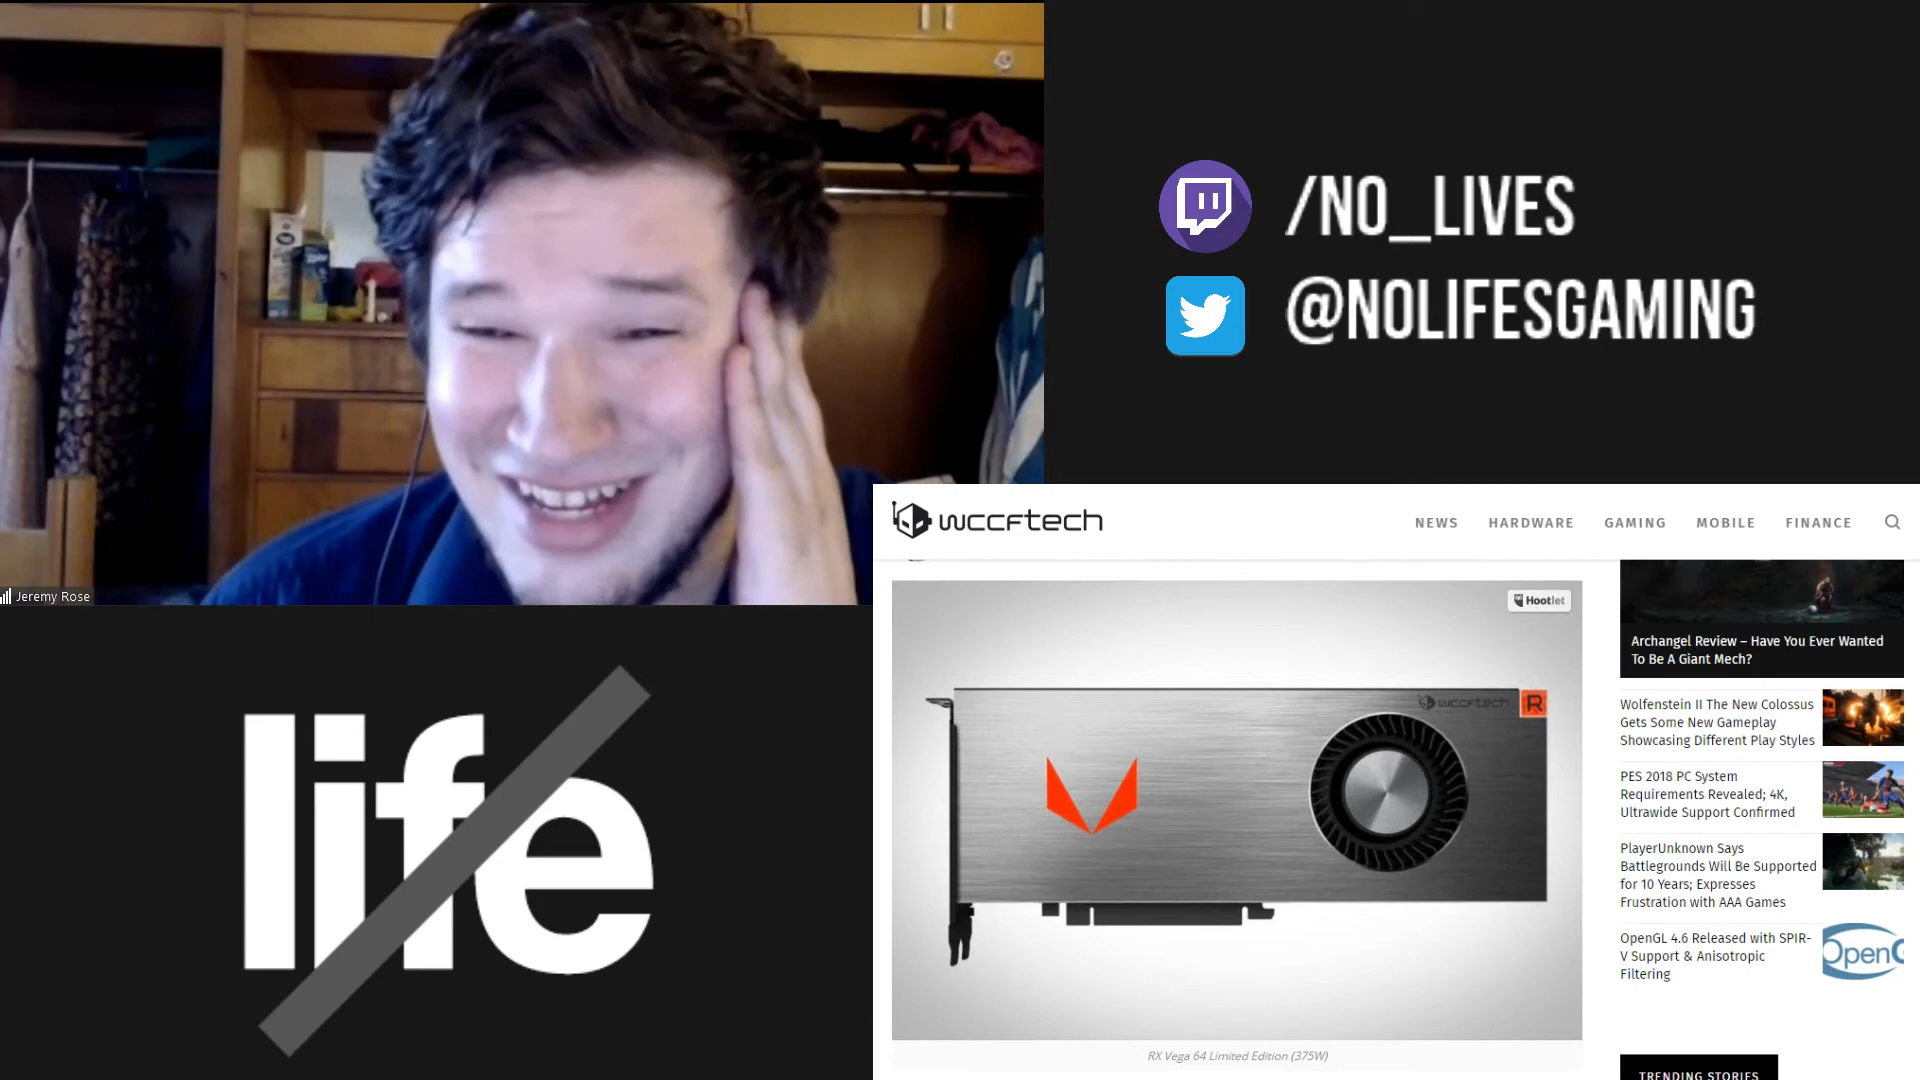 /NO_LIVES
@NOLIFESGAMING
Jeremy Rose
life
wccftech
NEWS HARDWARE GAMING MOBILE FINANCE
Hootlet
wccftech
R
RX Vega 64 Limited Edition (375W)
Archangel Review – Have You Ever Wanted
To Be A Giant Mech?
Wolfenstein II The New Colossus
Gets Some New Gameplay
Showcasing Different Play Styles
PES 2018 PC System
Requirements Revealed; 4K,
Ultrawide Support Confirmed
PlayerUnknown Says
Battlegrounds Will Be Supported
for 10 Years; Expresses
Frustration with AAA Games
OpenGL 4.6 Released with SPIR-
V Support & Anisotropic
Filtering
OpenG
TRENDING STORIES